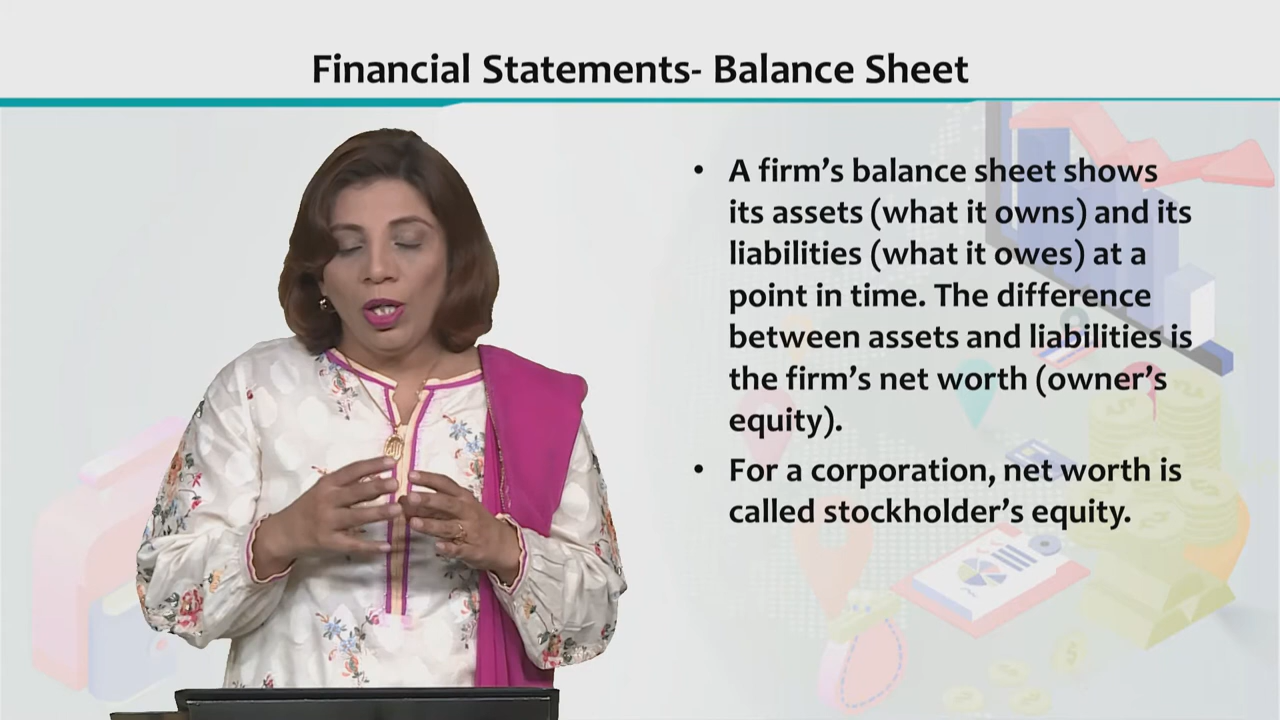 Financial Statements- Balance Sheet
• A firm’s balance sheet shows
its assets (what it owns) and its
liabilities (what it owes) at a
point in time. The difference
between assets and liabilities is
the firm’s net worth (owner’s
equity).
• For a corporation, net worth is
called stockholder’s equity.